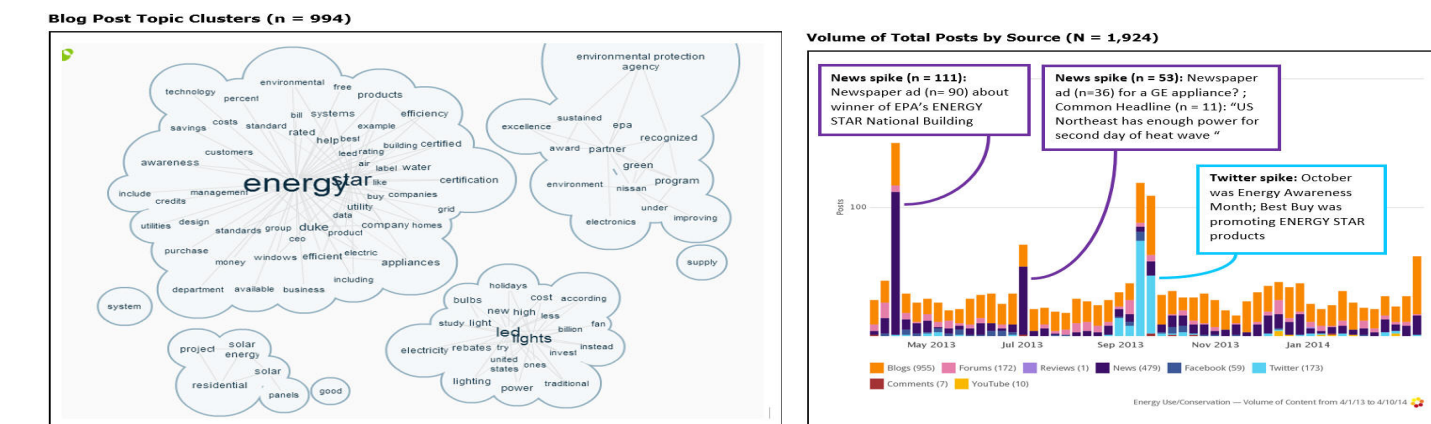 Blog Post Topic Clusters (n = 994)
environmental protection
agency
environmental
free
technology
percent
products
bill
systems
efficiency
costs
standard
example
savings
rated
help
best
building
certified
customers
leed
rating
awareness
air
label
water
energy
star
like
certification
include
management
buy
companies
credits
utility
data
grid
utilities
design
standards
group
duke
company
homes
ceo
product
purchase
windows
efficient
electric
money
appliances
including
department
available
business
sustained
excellence
epa
recognized
award
partner
green
environment
nissan
program
under
electronics
improving
supply
system
holidays
bulbs
cost
according
new
high
less
study
light
billion
fan
led
lights
electricity
rebates
try
invest
instead
united
states
ones
lighting
power
traditional
project
solar
energy
solar
residential
panels
good
Volume of Total Posts by Source (N = 1,924)
News spike (n = 111):
Newspaper ad (n= 90) about
winner of EPA's ENERGY
STAR National Building
News spike (n = 53): Newspaper
ad (n=36) for a GE appliance? ;
Common Headline (n = 11): "US
Northeast has enough power for
second day of heat wave "
Twitter spike: October
was Energy Awareness
Month; Best Buy was
promoting ENERGY STAR
products
Posts
100
May 2013 Jul 2013 Sep 2013 Nov 2013 Jan 2014
Blogs (955) Forums (172) Reviews (1) News (479) Facebook (59) Twitter (173)
Comments (7) YouTube (10)
Energy Use/Conservation — Volume of Content from 4/1/13 to 4/10/14